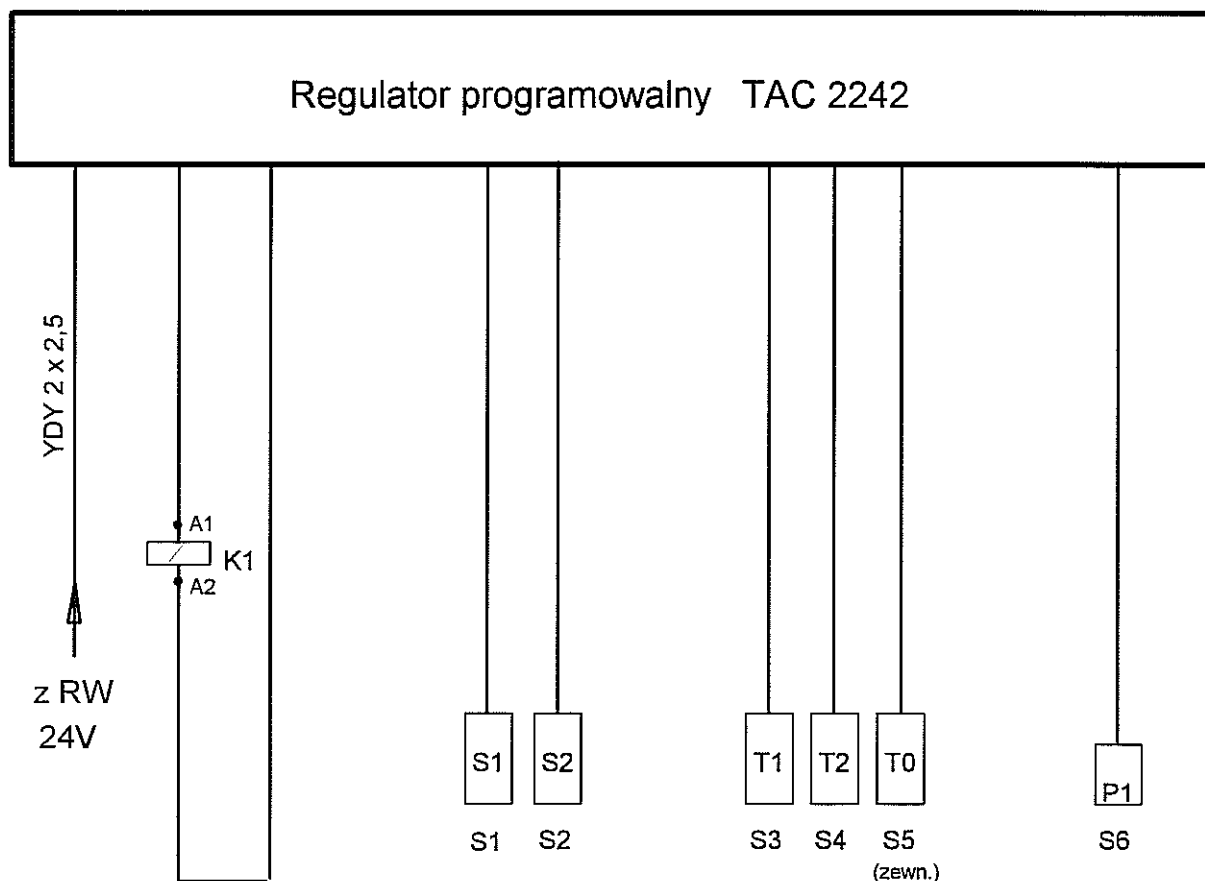 Regulator programowalny TAC 2242
YDY 2 x 2,5
A1
K1
A2
z RW
24V
S1 S2 T1 T2 T0 P1
S1 S2 S3 S4 S5 S6
(zewn.)